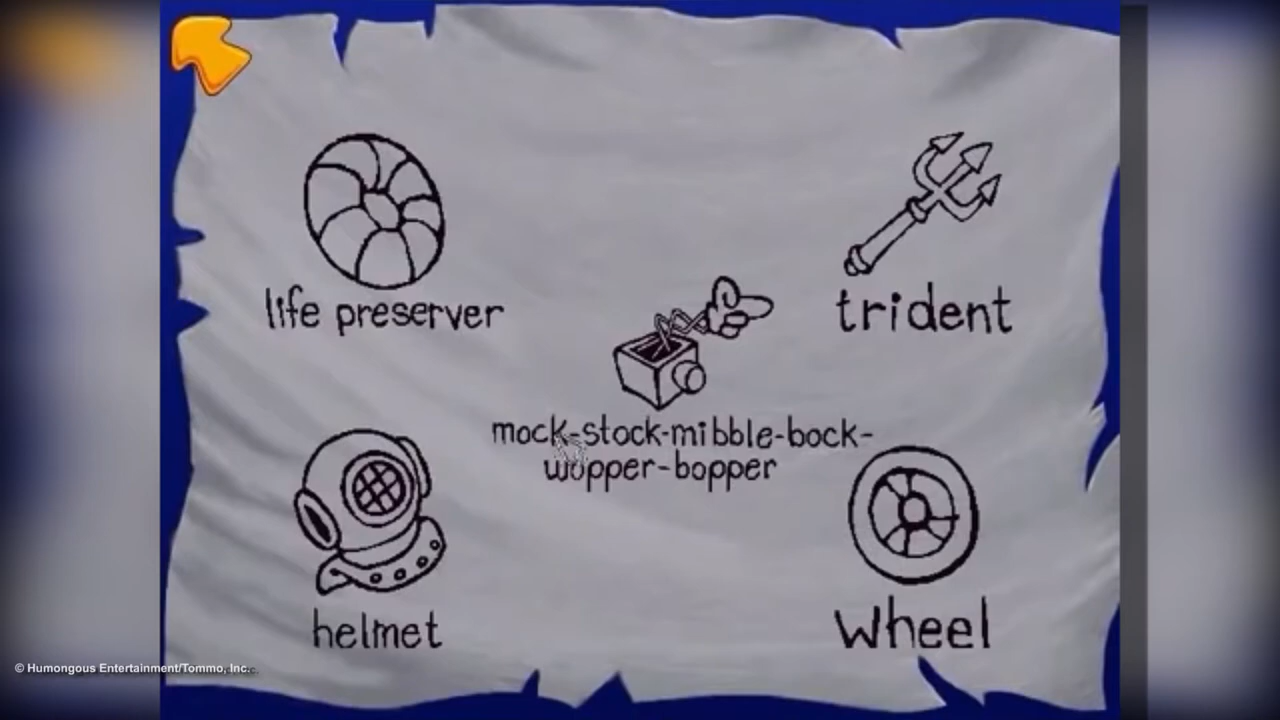 life preserver
trident
mock-stock-mibble-bock-
wopper-bopper
helmet
wheel
© Humongous Entertainment/Tommo, Inc.